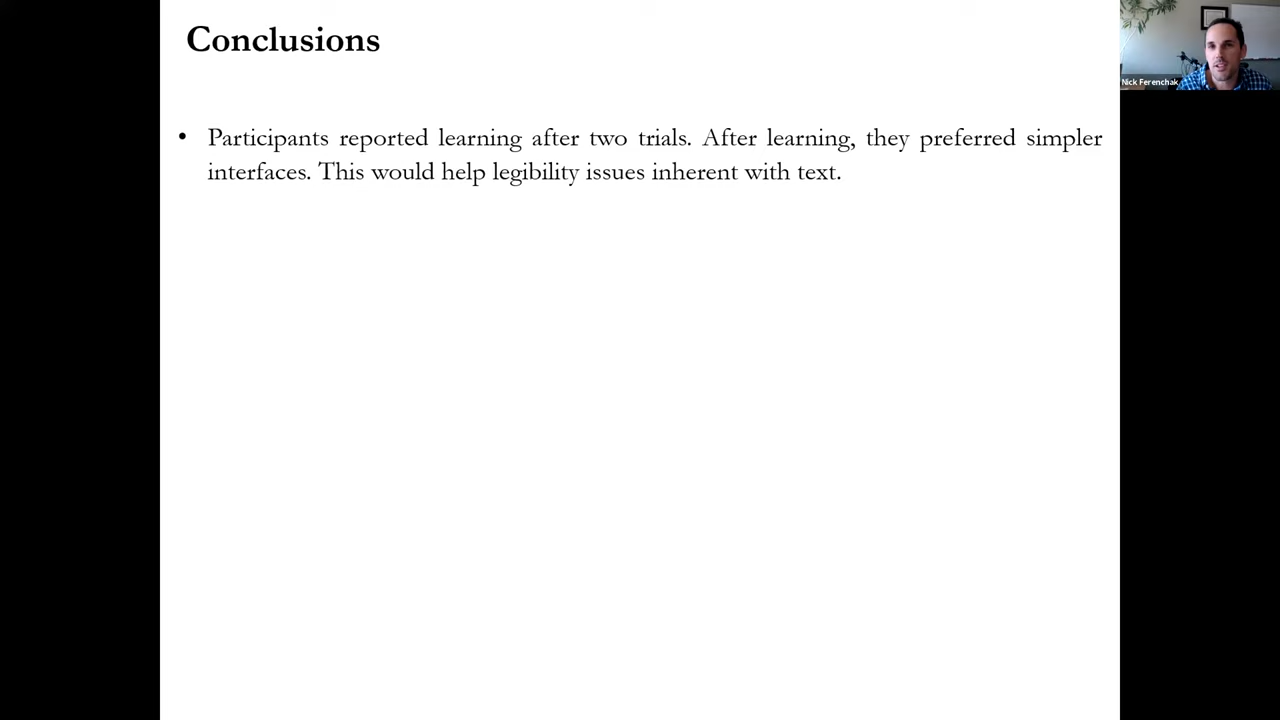 Conclusions
Nick Ferenchak
• Participants reported learning after two trials. After learning, they preferred simpler
interfaces. This would help legibility issues inherent with text.